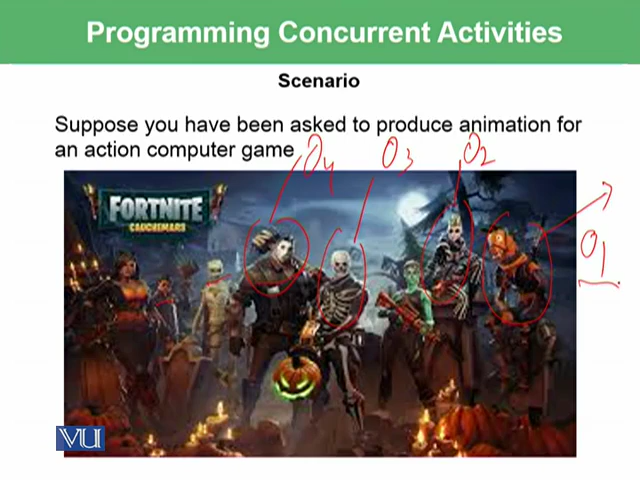 Programming Concurrent Activities
Scenario
Suppose you have been asked to produce animation for
an action computer game
O4 O3 O2
FORTNITE
CAUCHEMARS
O1
VU